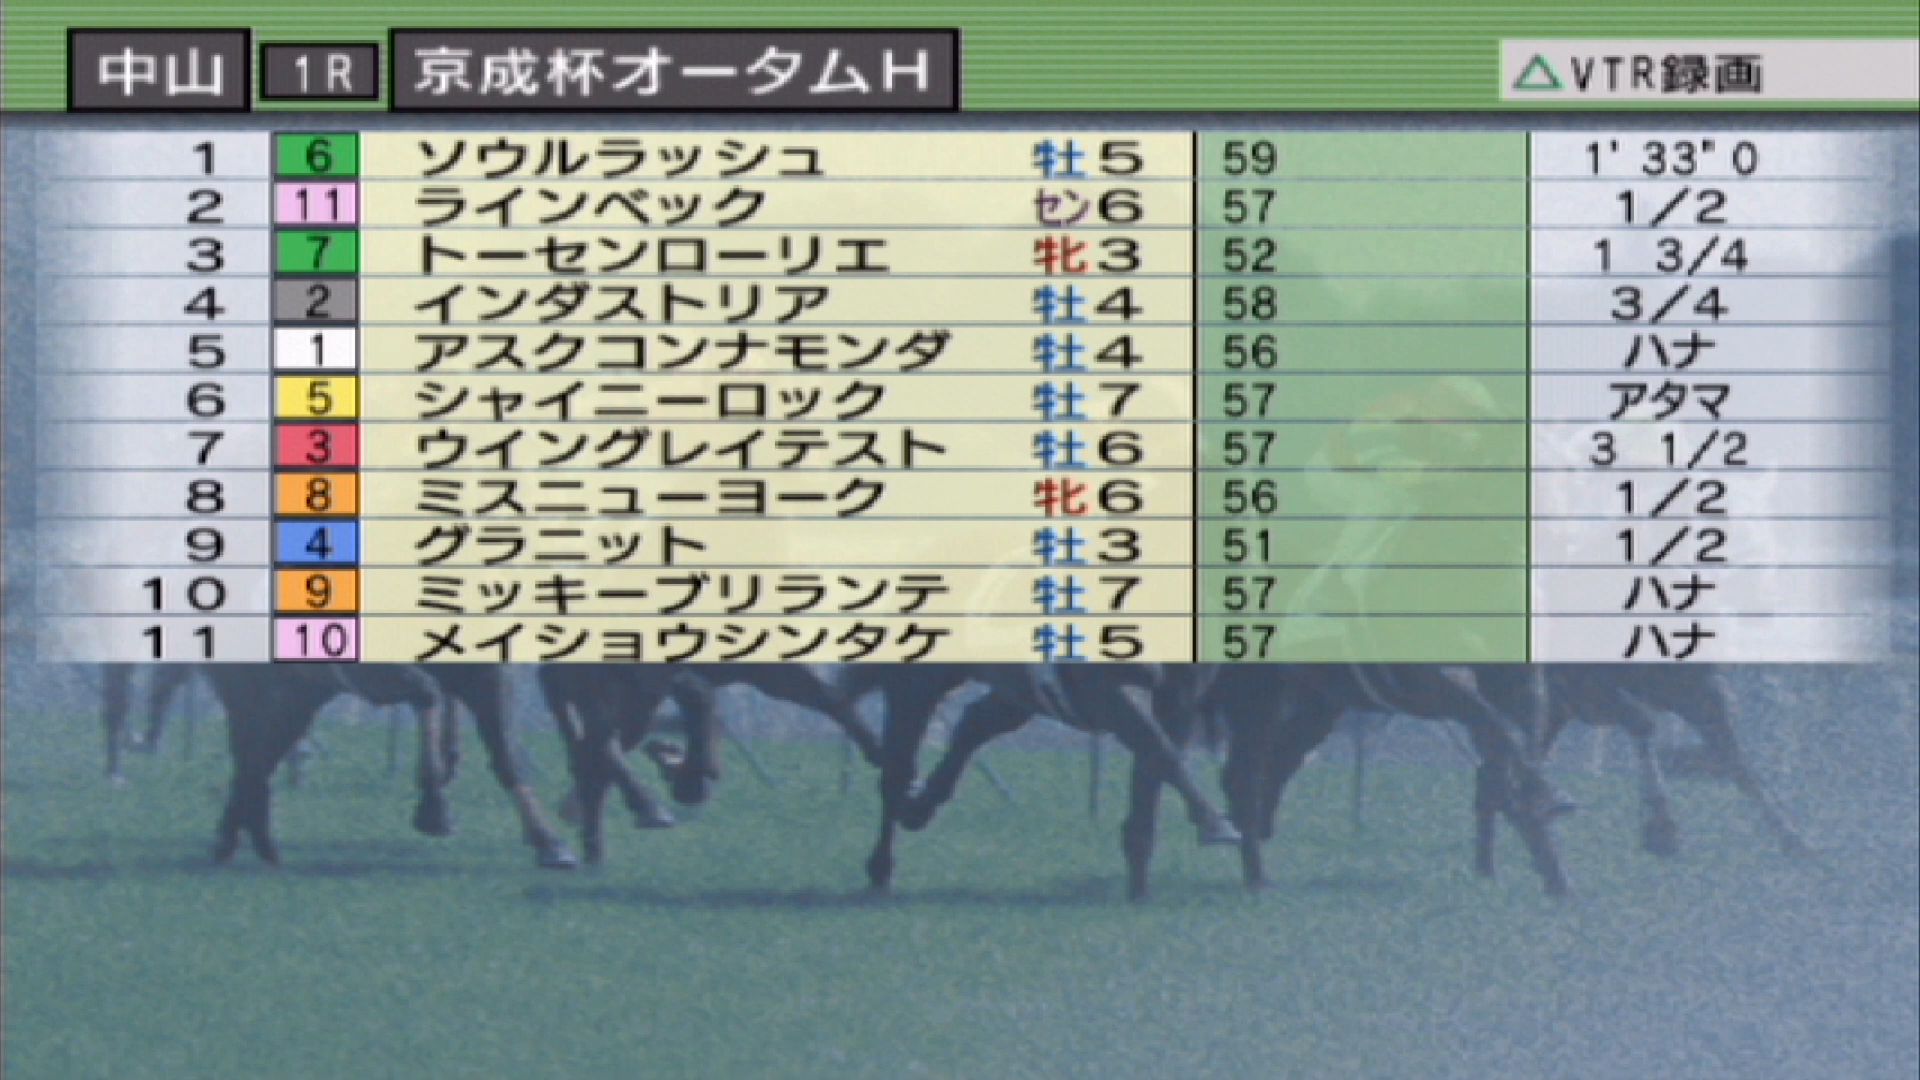 中山 1R 京成杯オータムH △VTR録画
1 6 ソウルラッシュ 牡5 59 1'33"0
2 11 ラインベック セン6 57 1/2
3 7 トーセンローリエ 牝3 52 1 3/4
4 2 インダストリア 牡4 58 3/4
5 1 アスクコンナモンダ 牡4 56 ハナ
6 5 シャイニーロック 牡7 57 アタマ
7 3 ウイングレイテスト 牡6 57 3 1/2
8 8 ミスニューヨーク 牝6 56 1/2
9 4 グラニット 牡3 51 1/2
10 9 ミッキーブリランテ 牡7 57 ハナ
11 10 メイショウシンタケ 牡5 57 ハナ